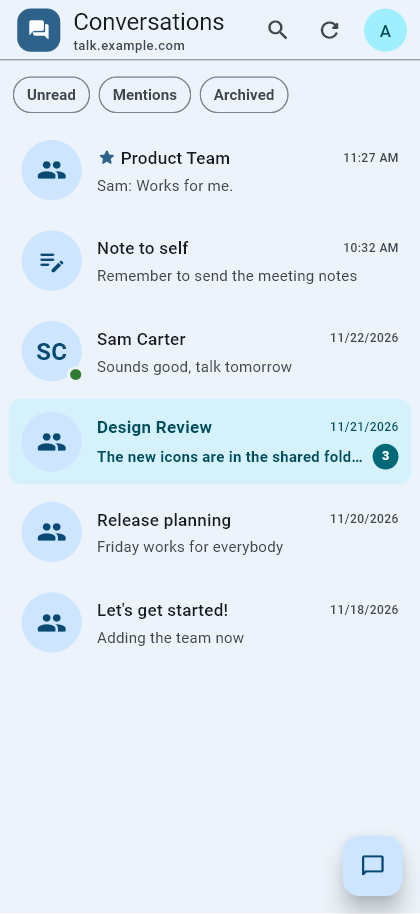 Conversations
talk.example.com
A
Unread
Mentions
Archived
Product Team
11:27 AM
Sam: Works for me.
Note to self
10:32 AM
Remember to send the meeting notes
SC
Sam Carter
11/22/2026
Sounds good, talk tomorrow
Design Review
11/21/2026
The new icons are in the shared fold…
3
Release planning
11/20/2026
Friday works for everybody
Let's get started!
11/18/2026
Adding the team now